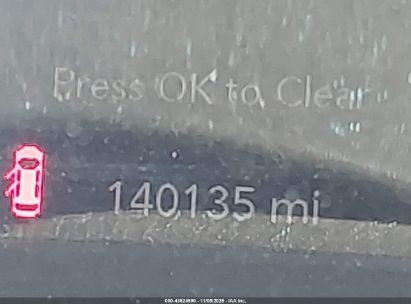 Press OK to Clear
140135 mi